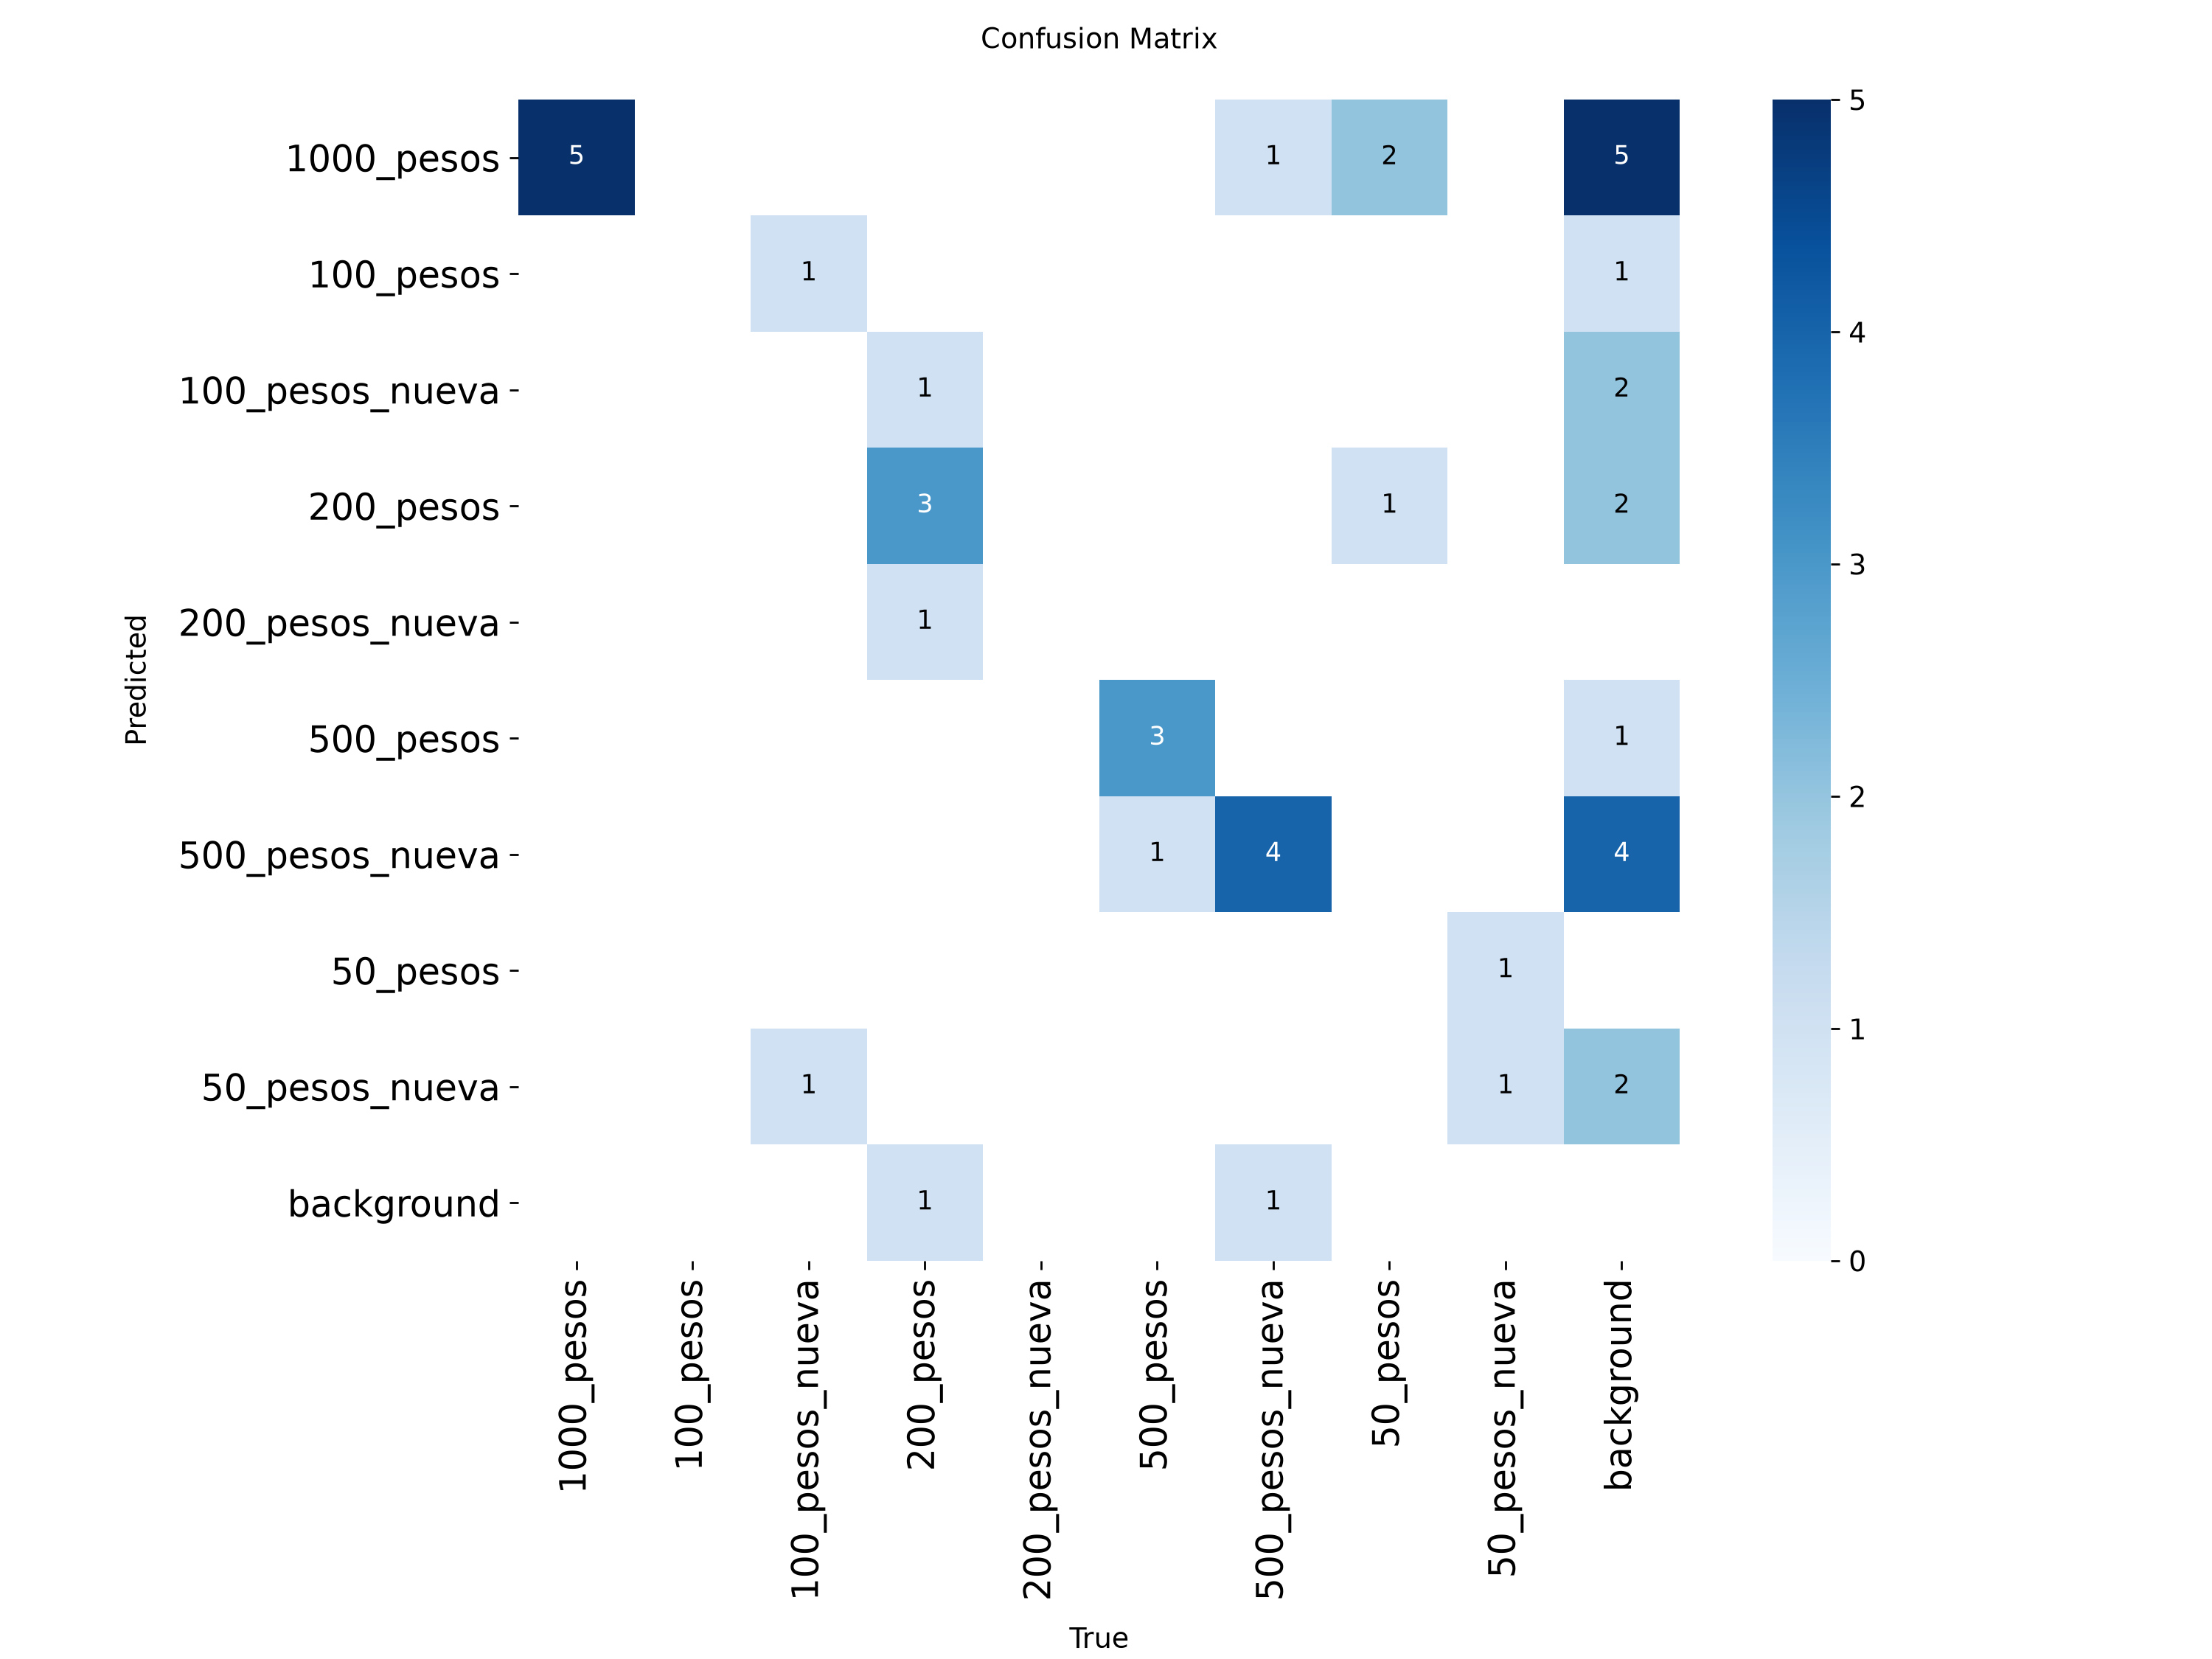 Confusion Matrix
1000_pesos 5 1 2 5
100_pesos 1 1
100_pesos_nueva 1 2
200_pesos 3 1 2
200_pesos_nueva 1
500_pesos 3 1
500_pesos_nueva 1 4 4
50_pesos 1
50_pesos_nueva 1 1 2
background 1 1
Predicted
1000_pesos
100_pesos
100_pesos_nueva
200_pesos
200_pesos_nueva
500_pesos
500_pesos_nueva
50_pesos
50_pesos_nueva
background
True
5
4
3
2
1
0